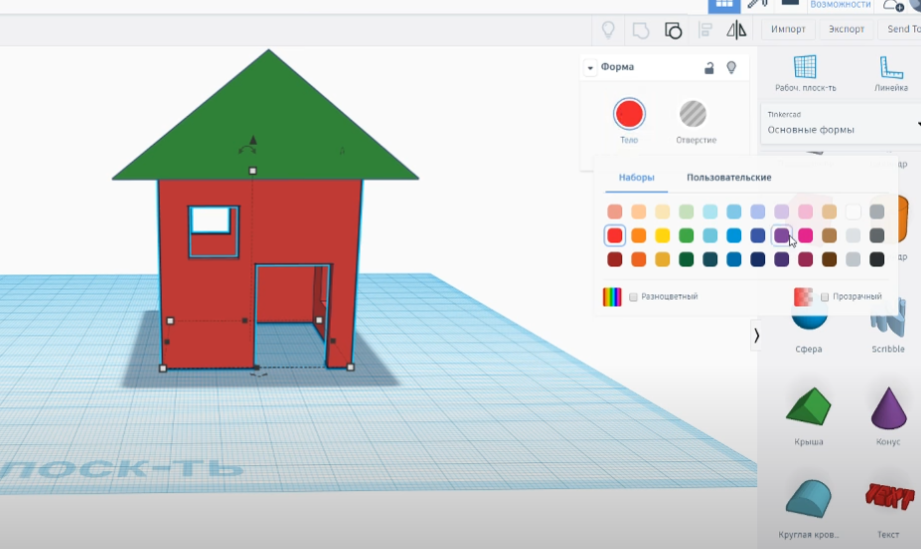 Возможности
Импорт
Экспорт
Send To
Форма
Тело
Отверстие
Рабоч. плоск-ть
Линейка
Tinkercad
Основные формы
Наборы
Пользовательские
Разноцветный
Прозрачный
Сфера
Scribble
Крыша
Конус
TEXT
Круглая кров...
Текст
лоск-ть